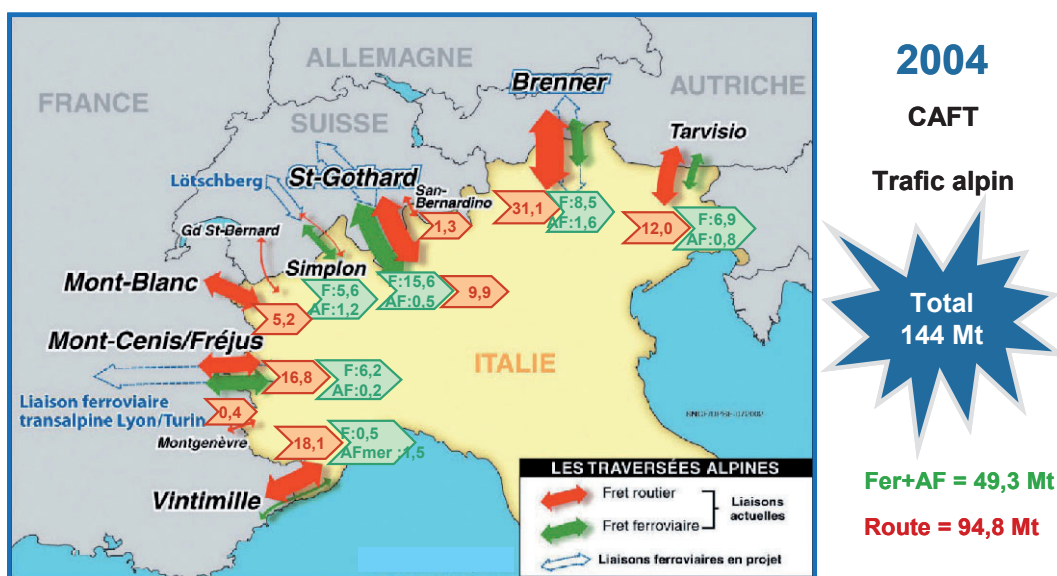 ALLEMAGNE
FRANCE
SUISSE
AUTRICHE
Brenner
Tarvisio
Lötschberg
St-Gothard
San-
Bernardino
Gd St-Bernard
Simplon
Mont-Blanc
Mont-Cenis/Fréjus
ITALIE
Liaison ferroviaire
transalpine Lyon/Turin
Montgenèvre
Vintimille
31,1
F:8,5
AF:1,6
12,0
F:6,9
AF:0,8
1,3
F:5,6
AF:1,2
F:15,6
AF:0,5
9,9
5,2
16,8
F:6,2
AF:0,2
0,4
18,1
F:0,5
AFmer :1,5
LES TRAVERSÉES ALPINES
Fret routier
Fret ferroviaire
Liaisons
actuelles
Liaisons ferroviaires en projet
2004
CAFT
Trafic alpin
Total
144 Mt
Fer+AF = 49,3 Mt
Route = 94,8 Mt